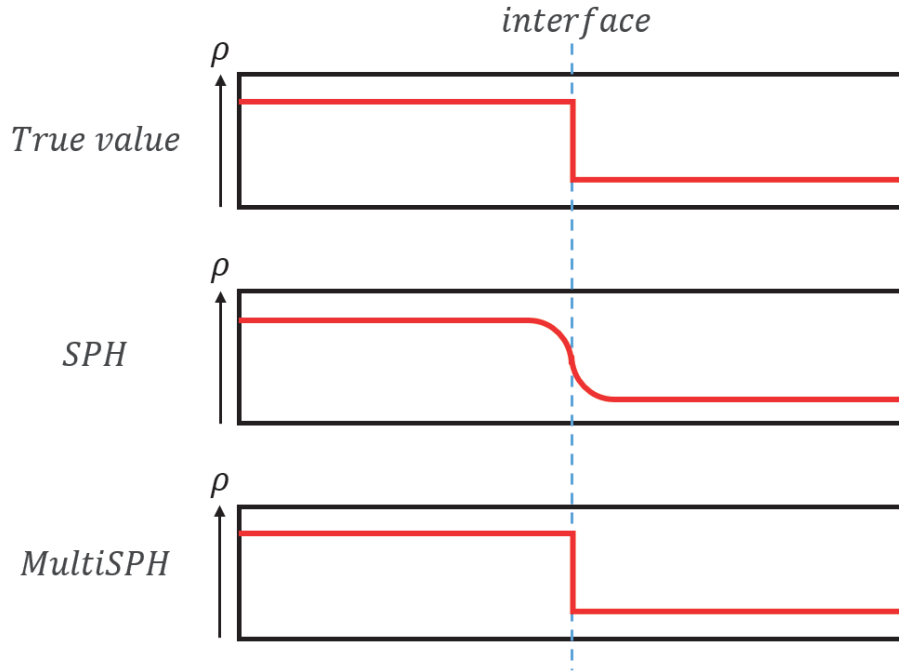 interface
ρ
True value
ρ
SPH
ρ
MultiSPH